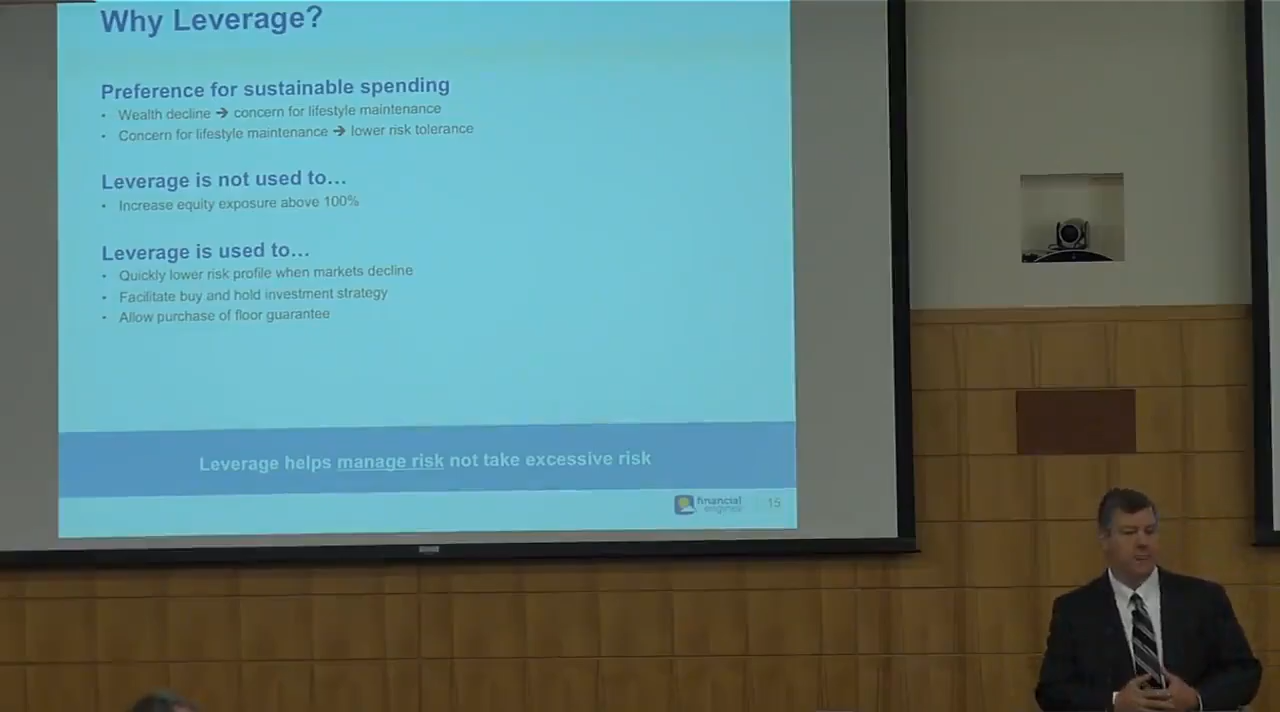 Why Leverage?
Preference for sustainable spending
• Wealth decline ➔ concern for lifestyle maintenance
• Concern for lifestyle maintenance ➔ lower risk tolerance
Leverage is not used to…
• Increase equity exposure above 100%
Leverage is used to…
• Quickly lower risk profile when markets decline
• Facilitate buy and hold investment strategy
• Allow purchase of floor guarantee
Leverage helps manage risk not take excessive risk
financial
engines
15